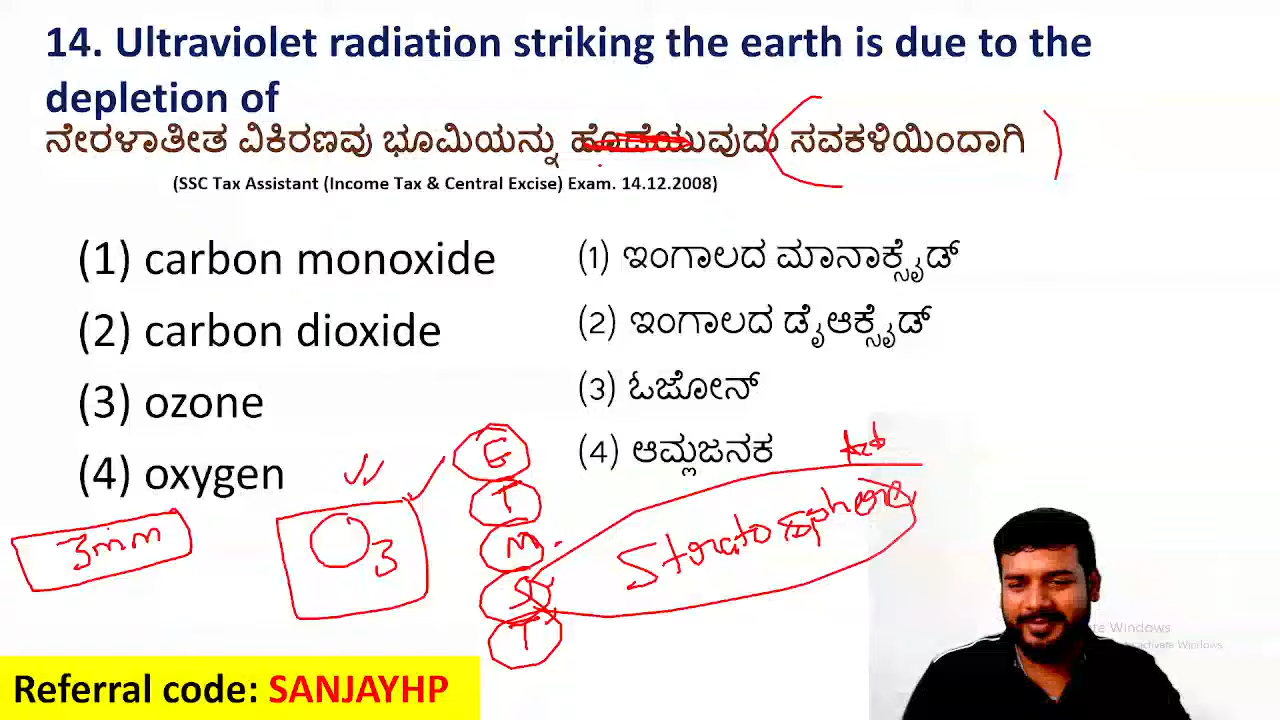 14. Ultraviolet radiation striking the earth is due to the
depletion of
ನೇರಳಾತೀತ ವಿಕಿರಣವು ಭೂಮಿಯನ್ನು ಹೊಡೆಯುವುದು ಸವಕಳಿಯಿಂದಾಗಿ
(SSC Tax Assistant (Income Tax & Central Excise) Exam. 14.12.2008)
(1) carbon monoxide
(2) carbon dioxide
(3) ozone
(4) oxygen
(1) ಇಂಗಾಲದ ಮಾನಾಕ್ಸೈಡ್
(2) ಇಂಗಾಲದ ಡೈಆಕ್ಸೈಡ್
(3) ಓಜೋನ್
(4) ಆಮ್ಲಜನಕ
3mm
O3
E
T
M
S
T
Windows
Referral code: SANJAYHP